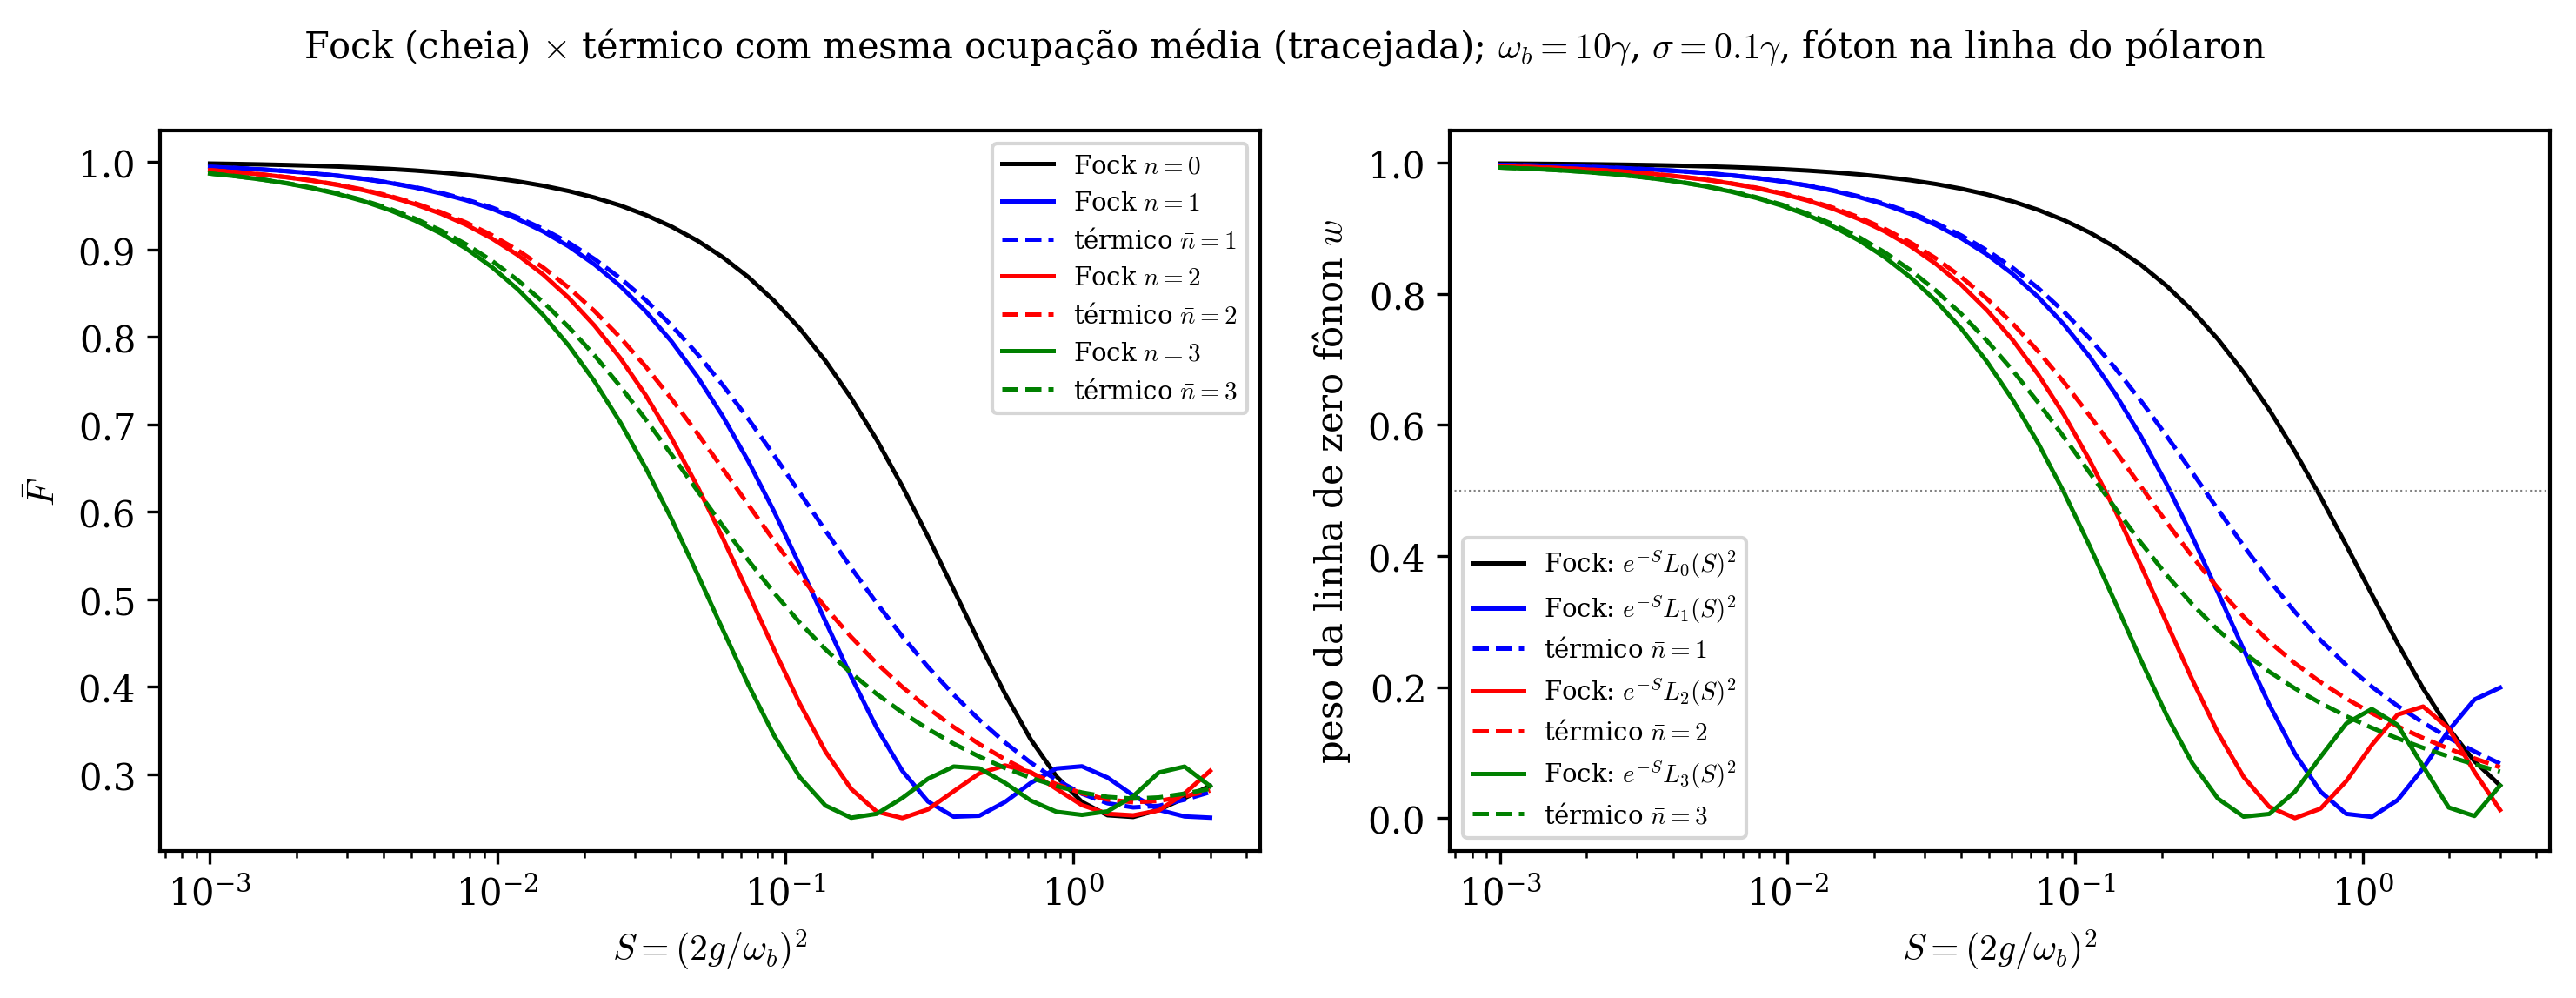 Fock (cheia) × térmico com mesma ocupação média (tracejada); ω_b = 10γ, σ = 0.1γ, fóton na linha do pólaron
F̄
1.0
0.9
0.8
0.7
0.6
0.5
0.4
0.3
Fock n = 0
Fock n = 1
térmico n̄ = 1
Fock n = 2
térmico n̄ = 2
Fock n = 3
térmico n̄ = 3
10⁻³
10⁻²
10⁻¹
10⁰
S = (2g/ω_b)²
peso da linha de zero fônon w
1.0
0.8
0.6
0.4
0.2
0.0
Fock: e^{-S}L₀(S)²
Fock: e^{-S}L₁(S)²
térmico n̄ = 1
Fock: e^{-S}L₂(S)²
térmico n̄ = 2
Fock: e^{-S}L₃(S)²
térmico n̄ = 3
10⁻³
10⁻²
10⁻¹
10⁰
S = (2g/ω_b)²